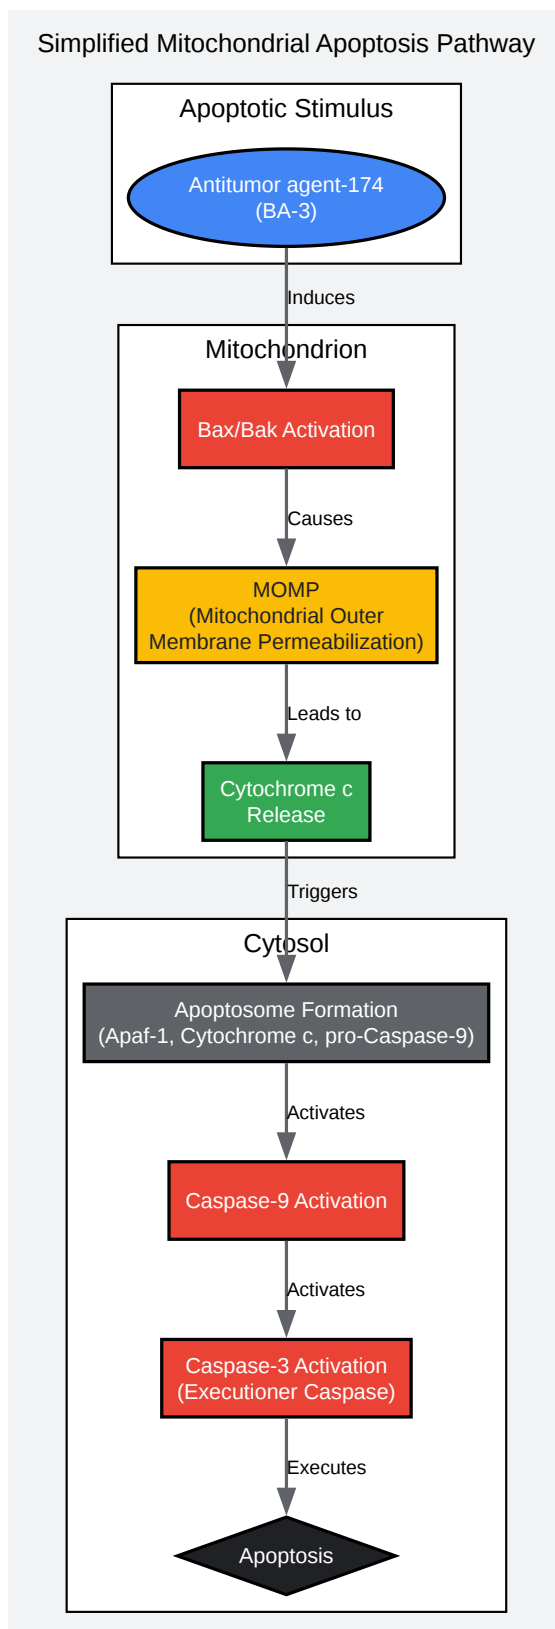 Simplified Mitochondrial Apoptosis Pathway
Apoptotic Stimulus
Antitumor agent-174
(BA-3)
Induces
Mitochondrion
Bax/Bak Activation
Causes
MOMP
(Mitochondrial Outer
Membrane Permeabilization)
Leads to
Cytochrome c
Release
Triggers
Cytosol
Apoptosome Formation
(Apaf-1, Cytochrome c, pro-Caspase-9)
Activates
Caspase-9 Activation
Activates
Caspase-3 Activation
(Executioner Caspase)
Executes
Apoptosis